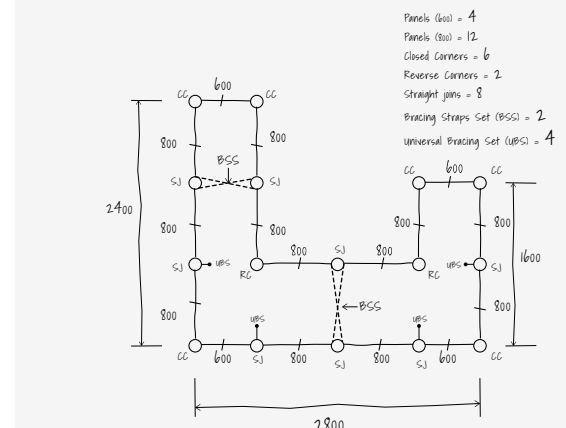 Panels (600) = 4
Panels (800) = 12
Closed Corners = 6
Reverse Corners = 2
Straight joins = 8
Bracing Straps Set (BSS) = 2
Universal Bracing Set (UBS) = 4
600
CC CC
800 800
BSS
SJ SJ
CC 600 CC
2400
800 800
800 800
800 SJ 800
1600
SJ UBS
RC RC
UBS SJ
800
BSS
800
UBS UBS
CC 600 SJ 800 SJ 800 SJ 600 CC
2800